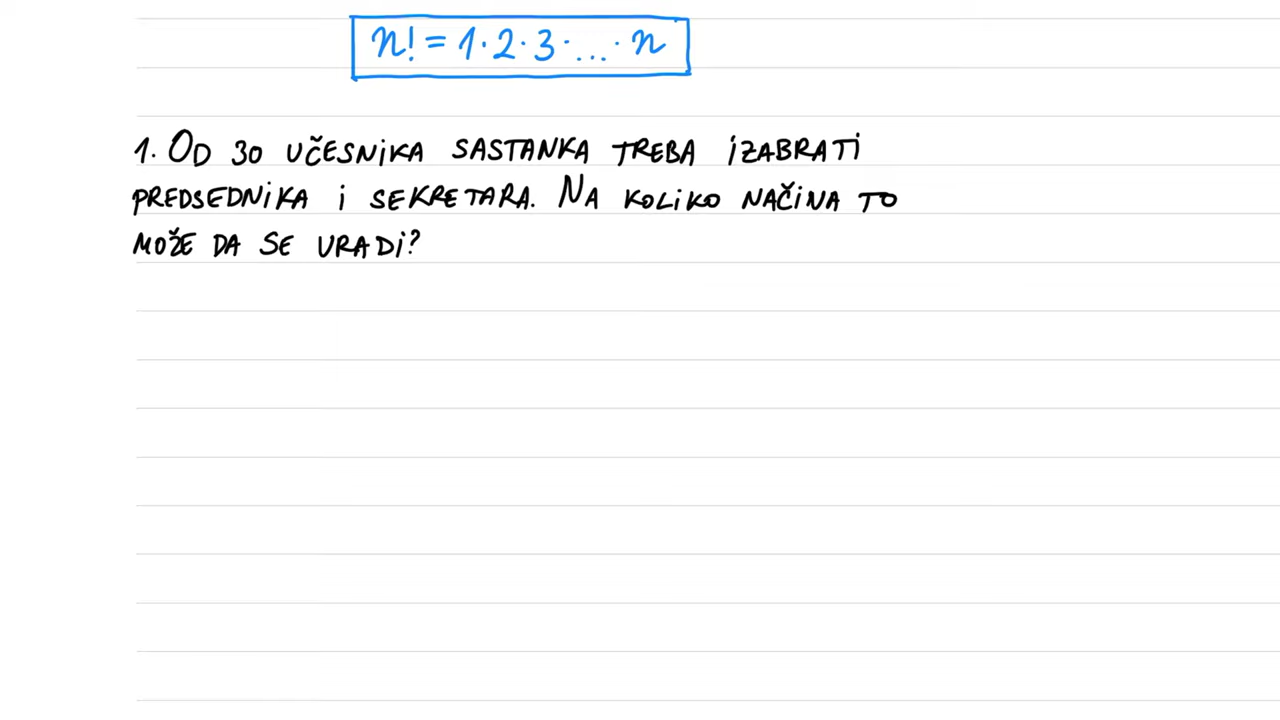 n! = 1·2·3·...·n
1. OD 30 UČESNIKA SASTANKA TREBA IZABRATI
PREDSEDNIKA I SEKRETARA. NA KOLIKO NAČINA TO
MOŽE DA SE URADI?